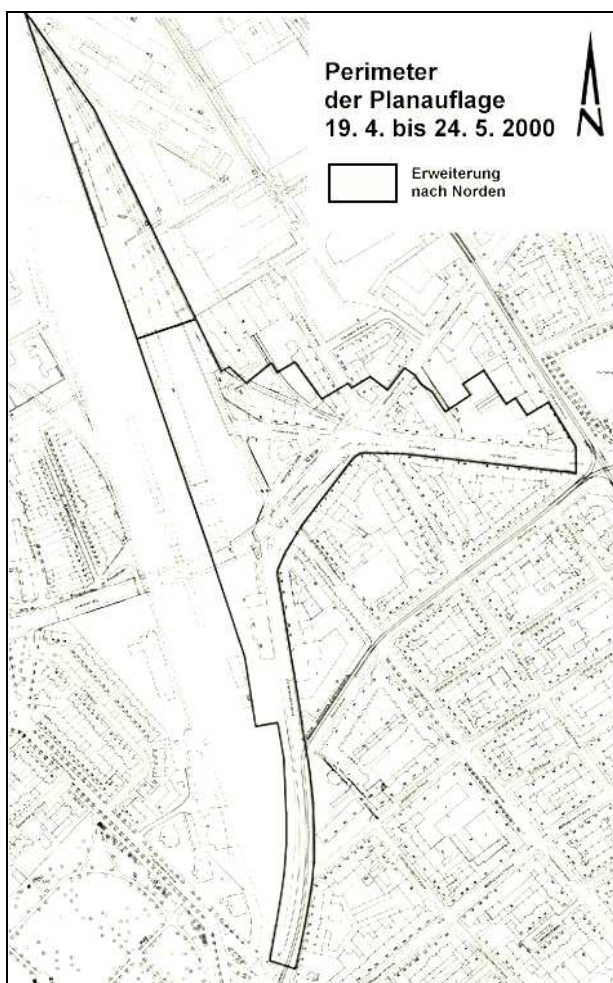 Perimeter
der Planauflage
19. 4. bis 24. 5. 2000
N
Erweiterung
nach Norden